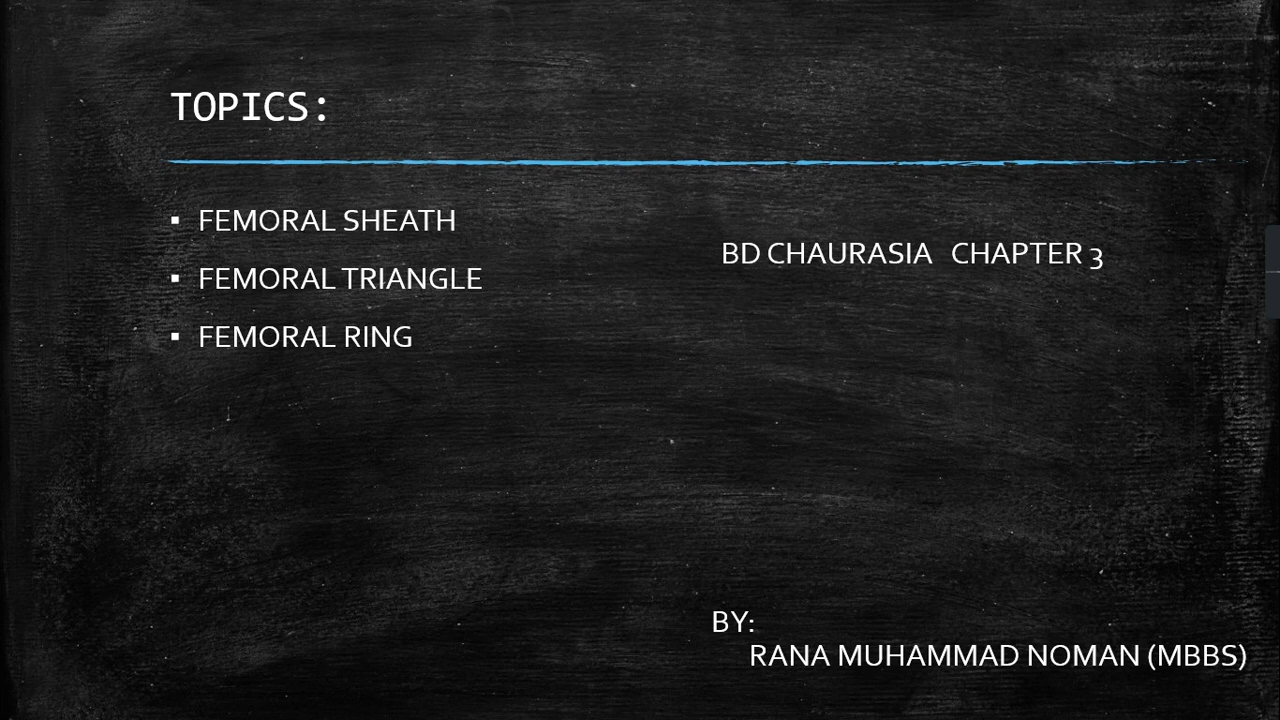 TOPICS:
▪ FEMORAL SHEATH
▪ FEMORAL TRIANGLE
▪ FEMORAL RING
BD CHAURASIA CHAPTER 3
BY:
RANA MUHAMMAD NOMAN (MBBS)